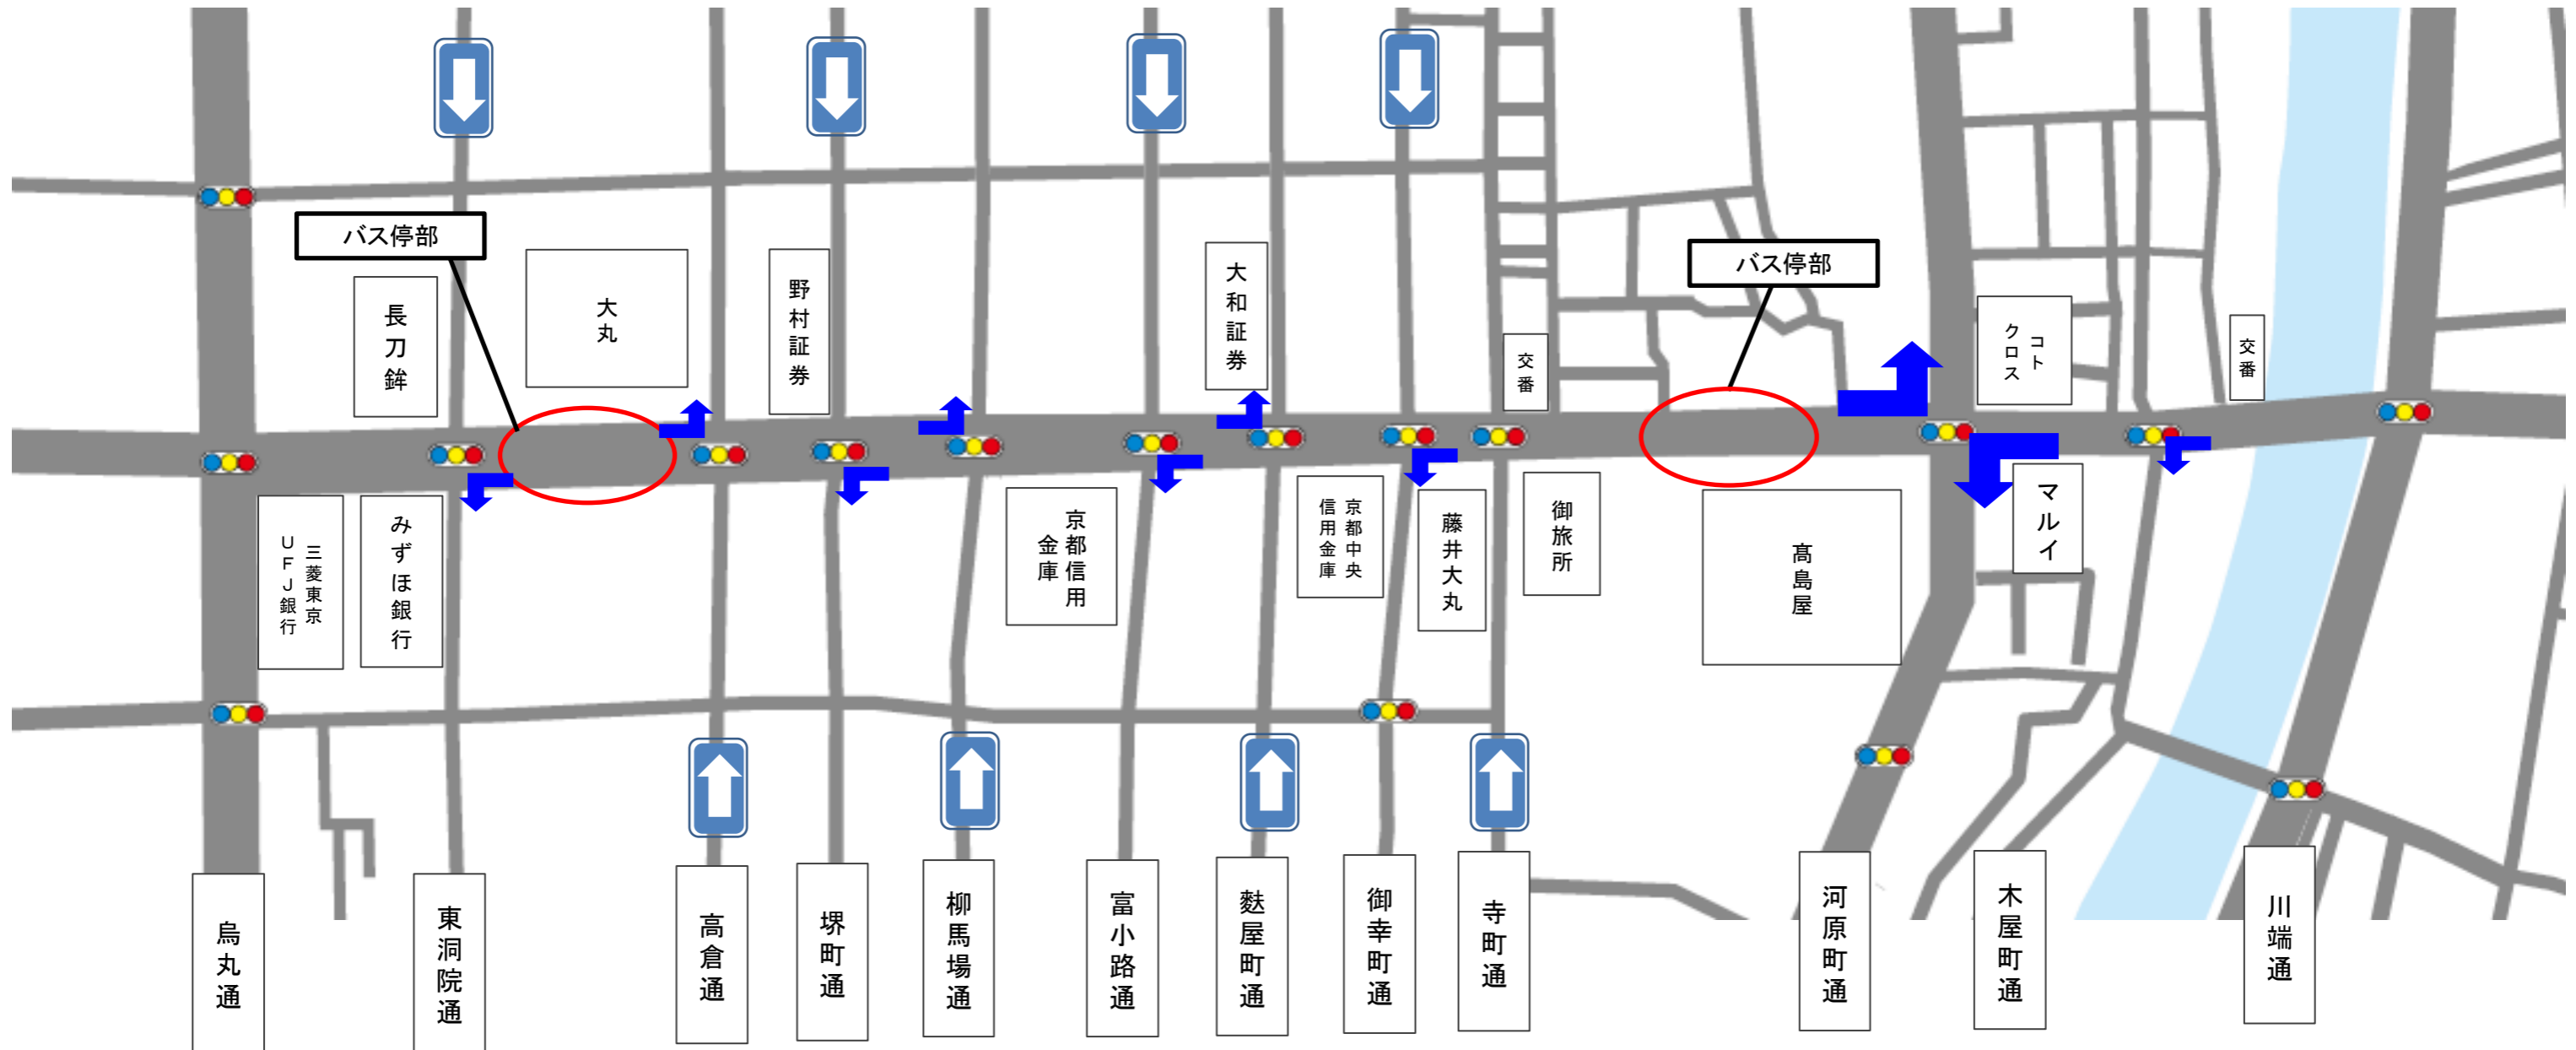 バス停部
バス停部
長刀鉾
大丸
野村証券
大和証券
交番
コト
クロス
交番
三菱東京
ＵＦＪ銀行
みずほ銀行
京都信用
金庫
京都中央
信用金庫
藤井大丸
御旅所
髙島屋
マルイ
烏丸通
東洞院通
高倉通
堺町通
柳馬場通
富小路通
麩屋町通
御幸町通
寺町通
河原町通
木屋町通
川端通